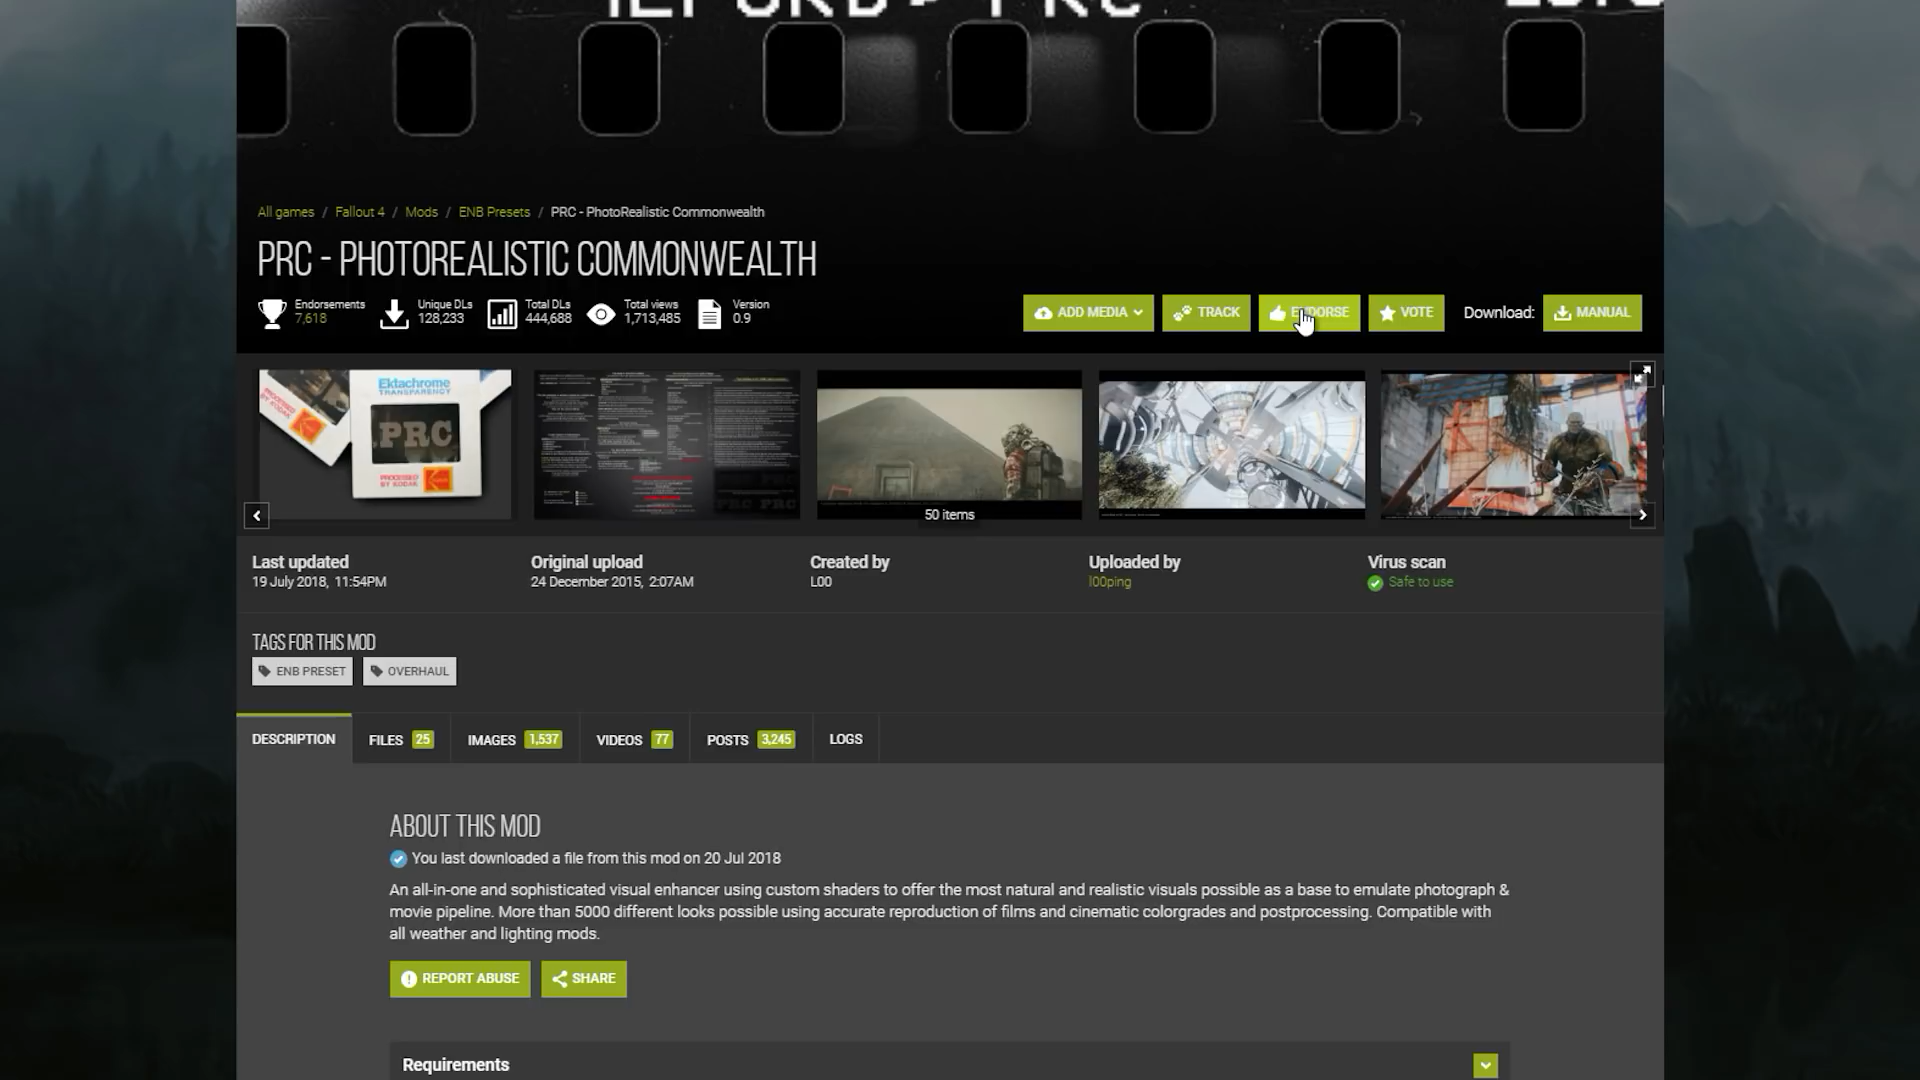 All games / Fallout 4 / Mods / ENB Presets / PRC - PhotoRealistic Commonwealth
PRC - PHOTOREALISTIC COMMONWEALTH
Endorsements
7,618
Unique DLs
128,233
Total DLs
444,688
Total views
1,713,485
Version
0.9
ADD MEDIA
TRACK
ENDORSE
VOTE
Download:
MANUAL
Ektachrome
TRANSPARENCY
PRC
PROCESSED
BY KODAK
50 items
Last updated
19 July 2018, 11:54PM
Original upload
24 December 2015, 2:07AM
Created by
L00
Uploaded by
l00ping
Virus scan
Safe to use
TAGS FOR THIS MOD
ENB PRESET
OVERHAUL
DESCRIPTION
FILES 25
IMAGES 1,537
VIDEOS 77
POSTS 3,245
LOGS
ABOUT THIS MOD
You last downloaded a file from this mod on 20 Jul 2018
An all-in-one and sophisticated visual enhancer using custom shaders to offer the most natural and realistic visuals possible as a base to emulate photograph &
movie pipeline. More than 5000 different looks possible using accurate reproduction of films and cinematic colorgrades and postprocessing. Compatible with
all weather and lighting mods.
REPORT ABUSE
SHARE
Requirements